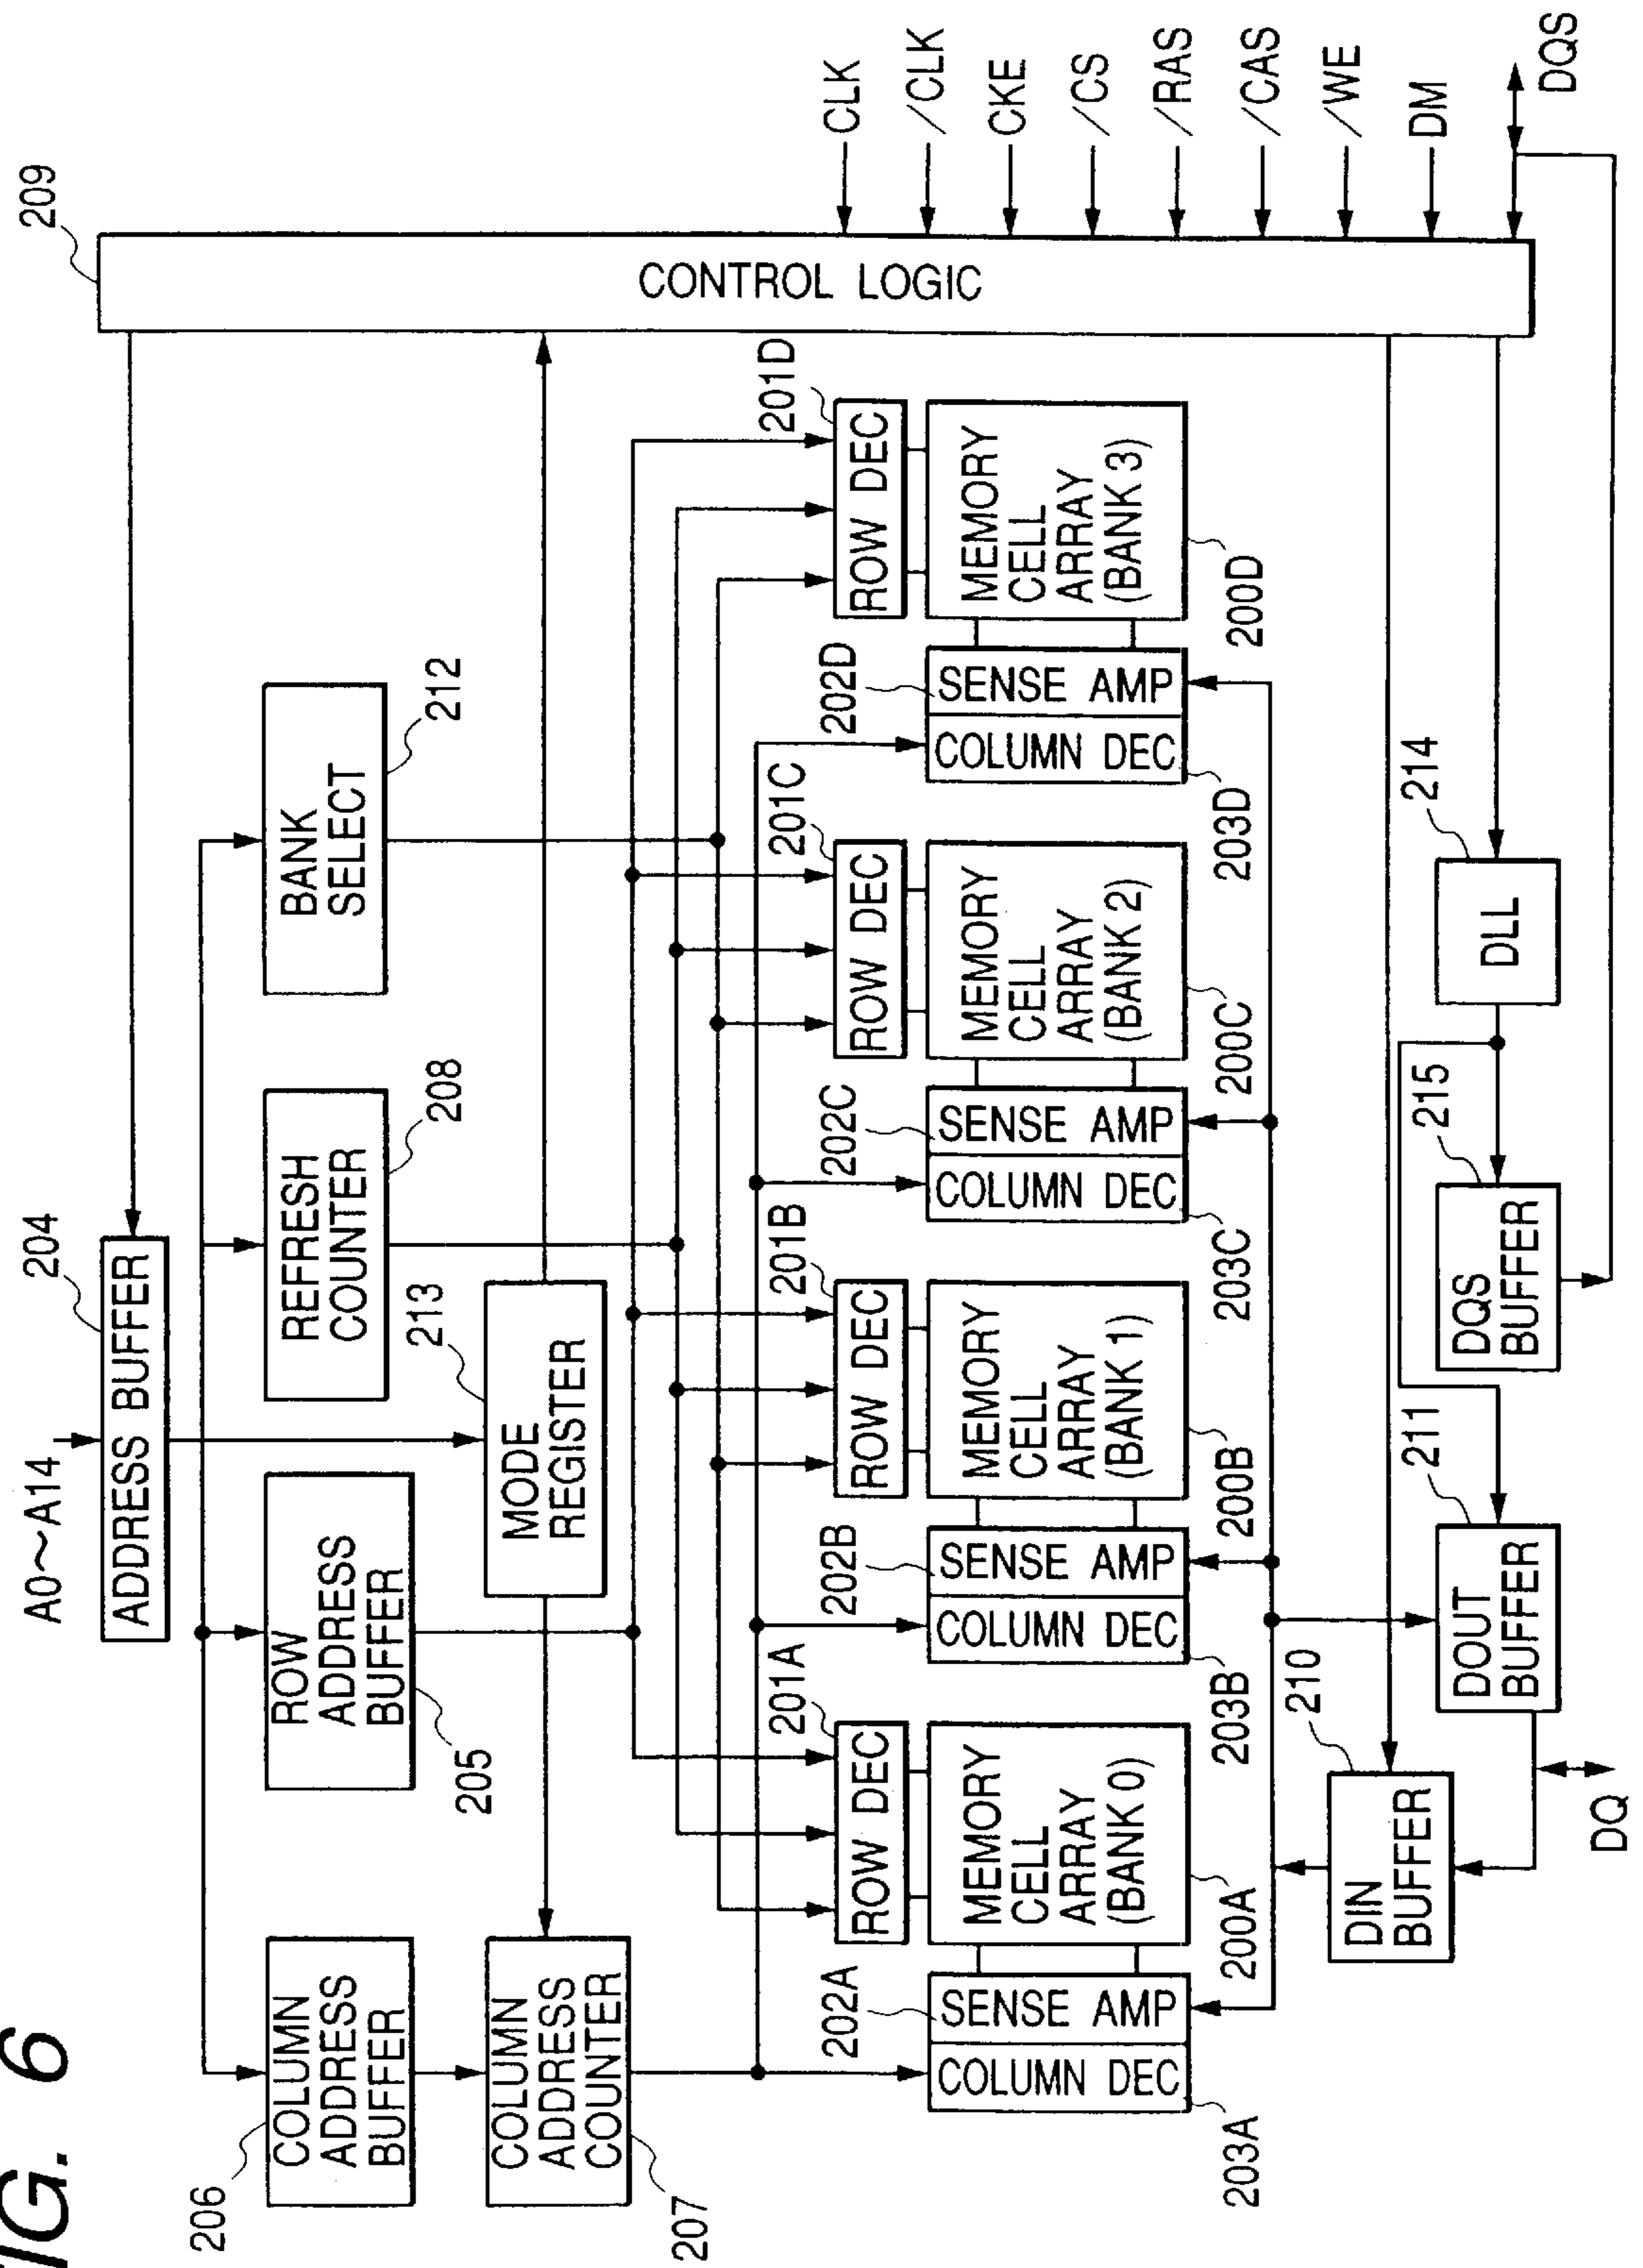 FIG. 6
A0~A14
204
ADDRESS BUFFER
209
CONTROL LOGIC
206
COLUMN
ADDRESS
BUFFER
205
ROW
ADDRESS
BUFFER
208
REFRESH
COUNTER
212
BANK
SELECT
207
COLUMN
ADDRESS
COUNTER
213
MODE
REGISTER
201A
ROW DEC
201B
ROW DEC
201C
ROW DEC
201D
ROW DEC
202A
SENSE AMP
COLUMN DEC
203A
MEMORY
CELL
ARRAY
(BANK 0)
200A
202B
SENSE AMP
COLUMN DEC
203B
MEMORY
CELL
ARRAY
(BANK 1)
200B
202C
SENSE AMP
COLUMN DEC
203C
MEMORY
CELL
ARRAY
(BANK 2)
200C
202D
SENSE AMP
COLUMN DEC
203D
MEMORY
CELL
ARRAY
(BANK 3)
200D
210
DIN
BUFFER
211
DOUT
BUFFER
215
DQS
BUFFER
214
DLL
DQ
CLK
/CLK
CKE
/CS
/RAS
/CAS
/WE
DM
DQS